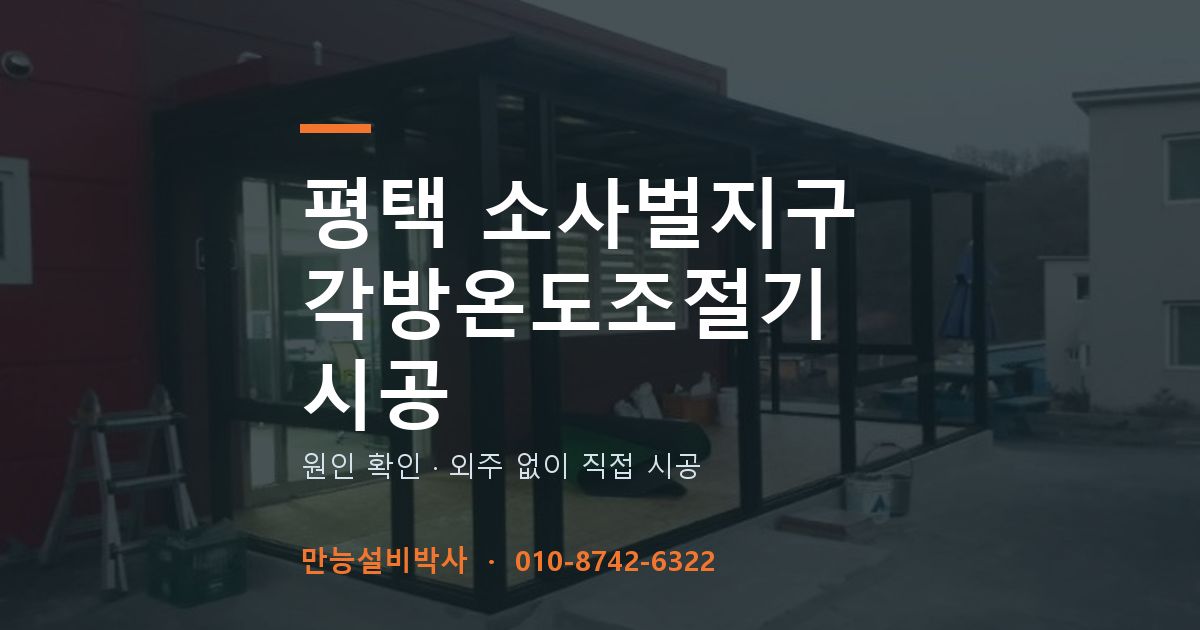 평택 소사벌지구
각방온도조절기
시공
원인 확인 · 외주 없이 직접 시공
만능설비박사 · 010-8742-6322